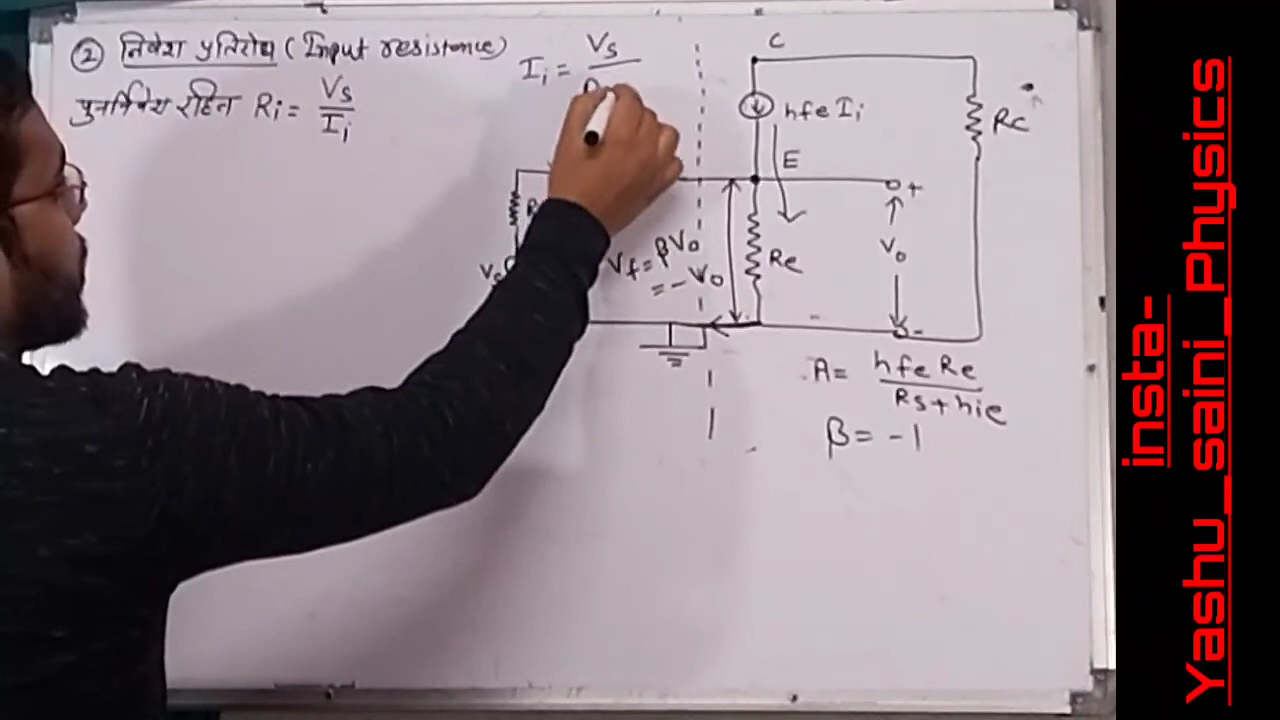 ② निवेश प्रतिरोध (Input resistance)
पुनर्निवेश रहित Ri = Vs / Ii
Ii = Vs /
C
hfe Ii
Rc
E
+
Vf = βVo
= -Vo
Re
Vo
-
A = hfe Re / Rs + hie
β = -1
insta-
Yashu_saini_Physics